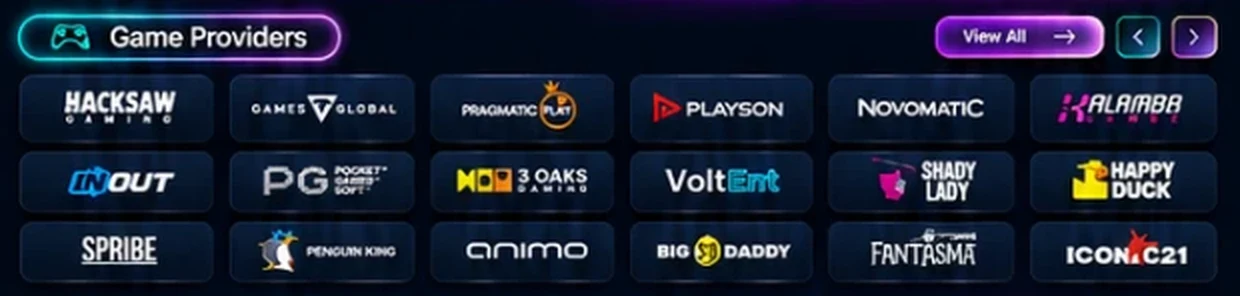 Game Providers
View All
HACKSAW
GAMING
GAMES GLOBAL
PRAGMATIC PLAY
PLAYSON
NOVOMATIC
KALAMBA
GAMES
INOUT
PG POCKET
GAMES
SOFT
3 OAKS
GAMING
VoltEnt
SHADY
LADY
HAPPY
DUCK
SPRIBE
PENGUIN KING
animo
BIG DADDY
FANTASMA
ICONIC21